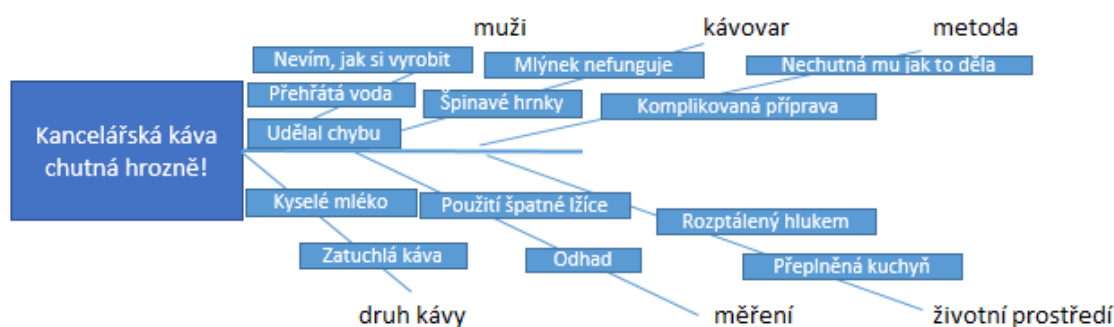 muži
kávovar
metoda
Nevím, jak si vyrobit
Mlýnek nefunguje
Nechutná mu jak to děla
Přehřátá voda
Špinavé hrnky
Komplikovaná příprava
Udělal chybu
Kancelářská káva
chutná hrozně!
Kyselé mléko
Použití špatné lžíce
Rozptálený hlukem
Zatuchlá káva
Odhad
Přeplněná kuchyň
druh kávy
měření
životní prostředí